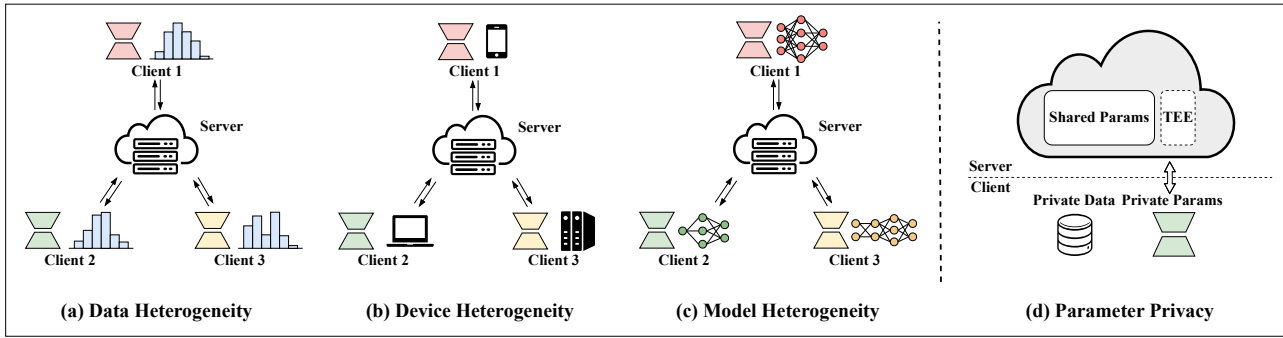 Client 1
Server
Client 2
Client 3
(a) Data Heterogeneity
Client 1
Server
Client 2
Client 3
(b) Device Heterogeneity
Client 1
Server
Client 2
Client 3
(c) Model Heterogeneity
Shared Params
TEE
Server
Client
Private Data
Private Params
(d) Parameter Privacy